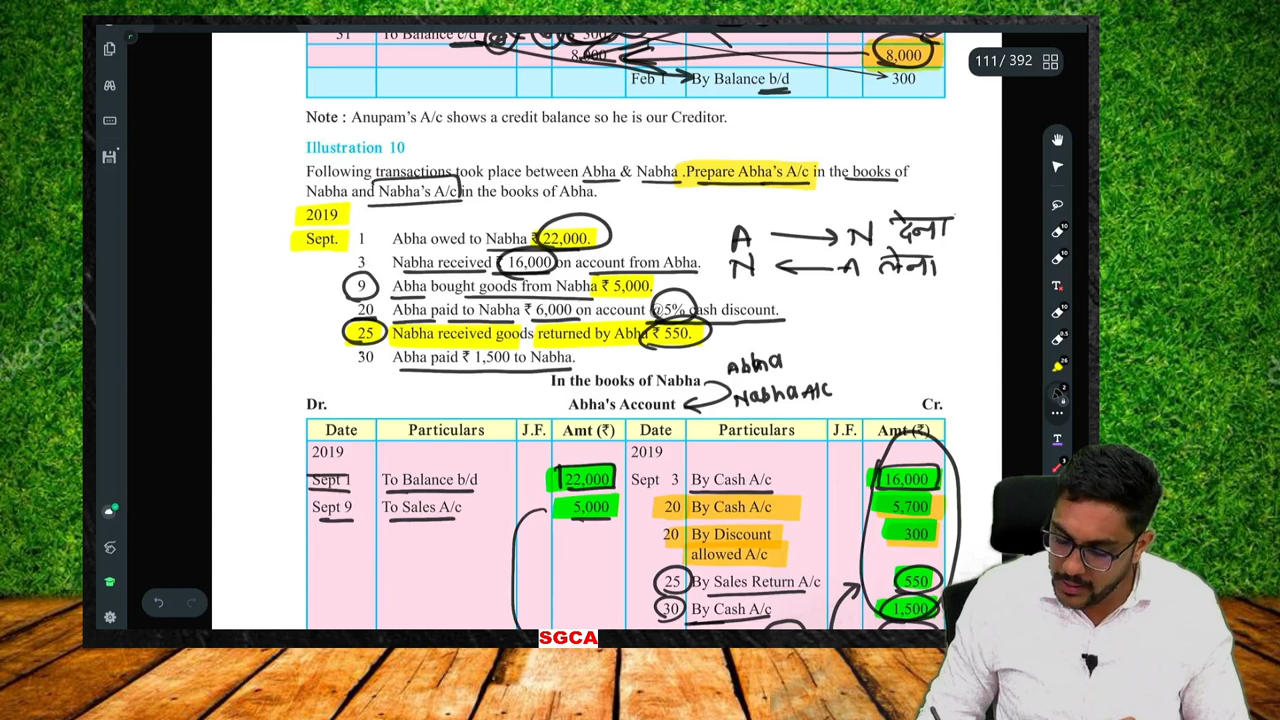 31 To Balance c/d 300
8,000 8,000
Feb 1 By Balance b/d 300
111 / 392
Note : Anupam's A/c shows a credit balance so he is our Creditor.
Illustration 10
Following transactions took place between Abha & Nabha .Prepare Abha's A/c in the books of
Nabha and Nabha's A/c in the books of Abha.
2019
Sept. 1 Abha owed to Nabha ₹ 22,000.
3 Nabha received ₹ 16,000 on account from Abha.
9 Abha bought goods from Nabha ₹ 5,000.
20 Abha paid to Nabha ₹ 6,000 on account @5% cash discount.
25 Nabha received goods returned by Abha ₹ 550.
30 Abha paid ₹ 1,500 to Nabha.
A → N देना
N ← A लेना
Abha
Nabha A/C
In the books of Nabha
Dr. Abha's Account Cr.
Date Particulars J.F. Amt (₹) Date Particulars J.F. Amt (₹)
2019 2019
Sept 1 To Balance b/d 22,000 Sept 3 By Cash A/c 16,000
Sept 9 To Sales A/c 5,000 20 By Cash A/c 5,700
20 By Discount 300
allowed A/c
25 By Sales Return A/c 550
30 By Cash A/c 1,500
SGCA